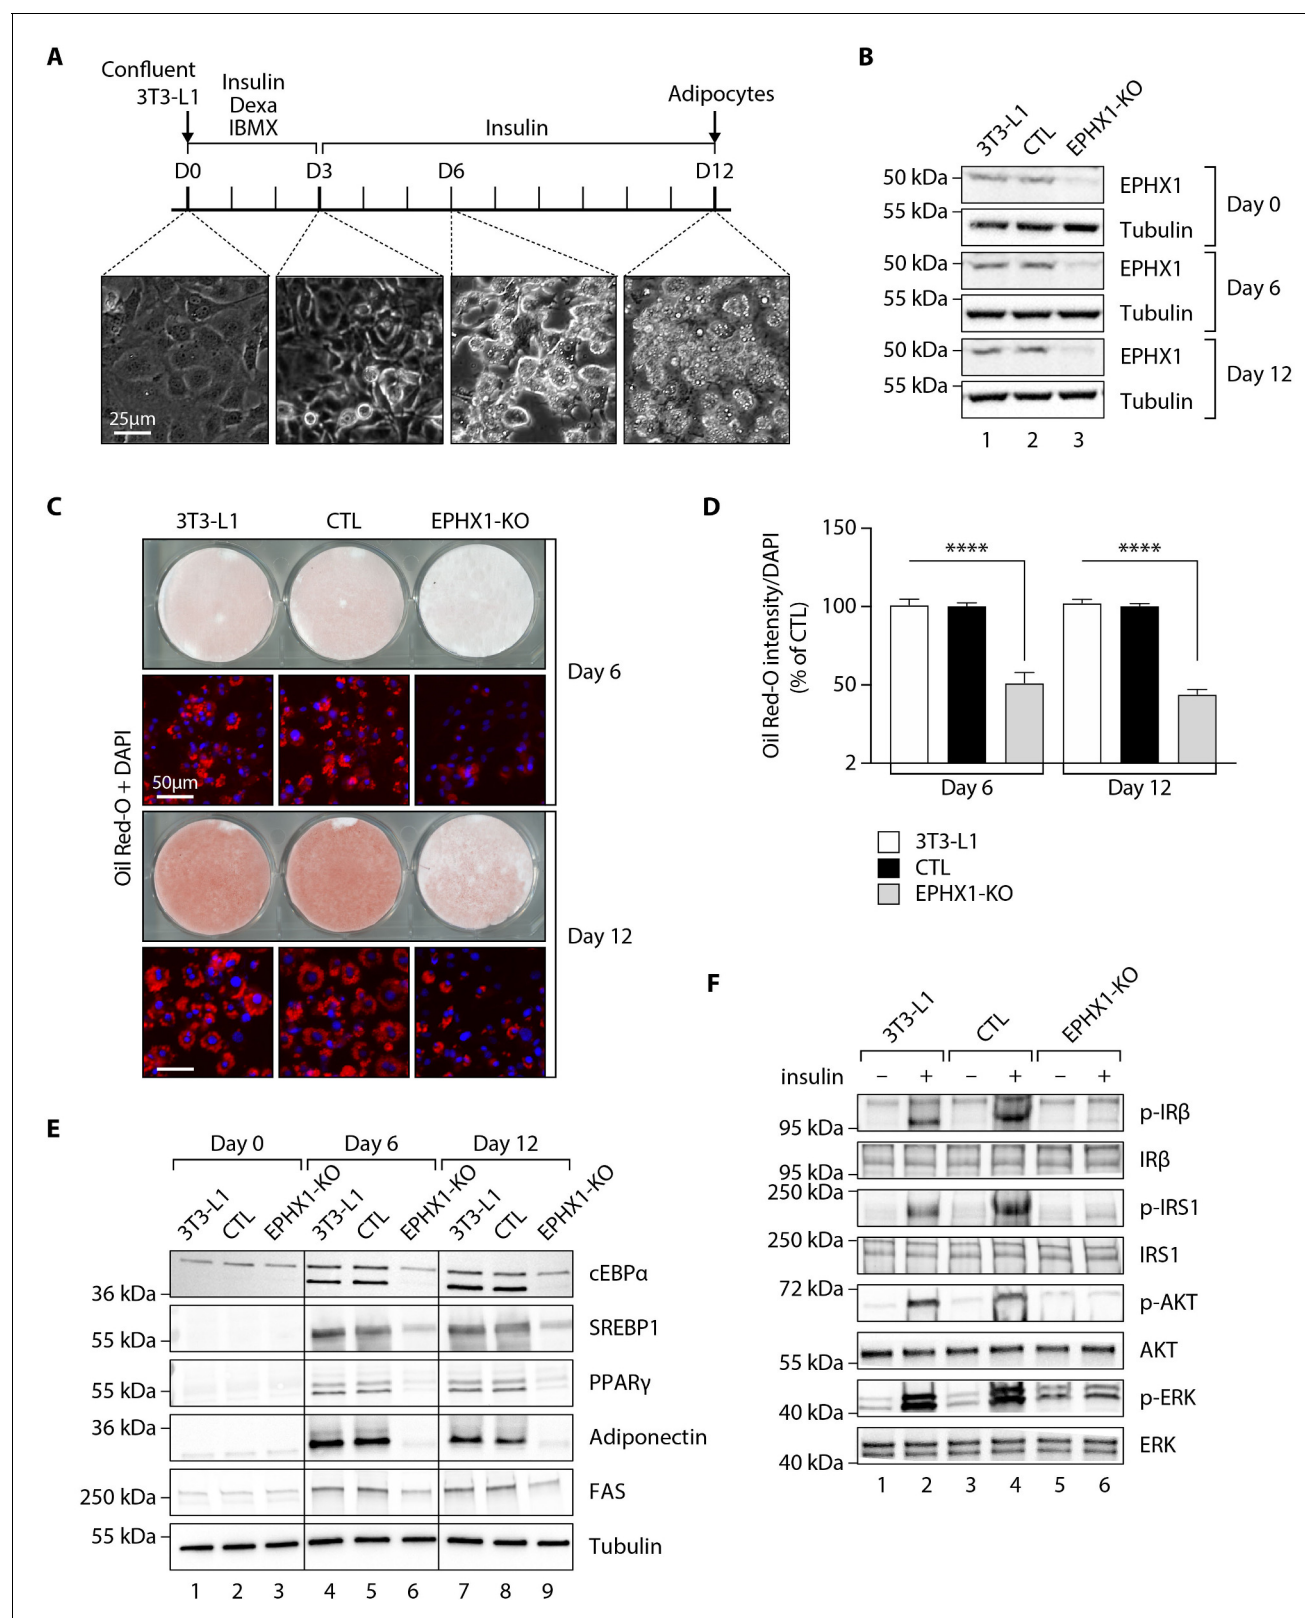 A
Confluent
3T3-L1
Insulin
Dexa
IBMX
Insulin
Adipocytes
D0
D3
D6
D12
25µm
B
3T3-L1
CTL
EPHX1-KO
50 kDa
EPHX1
55 kDa
Tubulin
Day 0
50 kDa
EPHX1
55 kDa
Tubulin
Day 6
50 kDa
EPHX1
55 kDa
Tubulin
Day 12
1 2 3
C
3T3-L1 CTL EPHX1-KO
Oil Red-O + DAPI
Day 6
50µm
Day 12
D
Oil Red-O intensity/DAPI
(% of CTL)
150
100
50
2
****
****
Day 6
Day 12
3T3-L1
CTL
EPHX1-KO
E
Day 0 Day 6 Day 12
3T3-L1 CTL EPHX1-KO 3T3-L1 CTL EPHX1-KO 3T3-L1 CTL EPHX1-KO
36 kDa
cEBPα
55 kDa
SREBP1
55 kDa
PPARγ
36 kDa
Adiponectin
250 kDa
FAS
55 kDa
Tubulin
1 2 3 4 5 6 7 8 9
F
3T3-L1 CTL EPHX1-KO
insulin – + – + – +
95 kDa
p-IRβ
95 kDa
IRβ
250 kDa
p-IRS1
250 kDa
IRS1
72 kDa
p-AKT
55 kDa
AKT
40 kDa
p-ERK
40 kDa
ERK
1 2 3 4 5 6